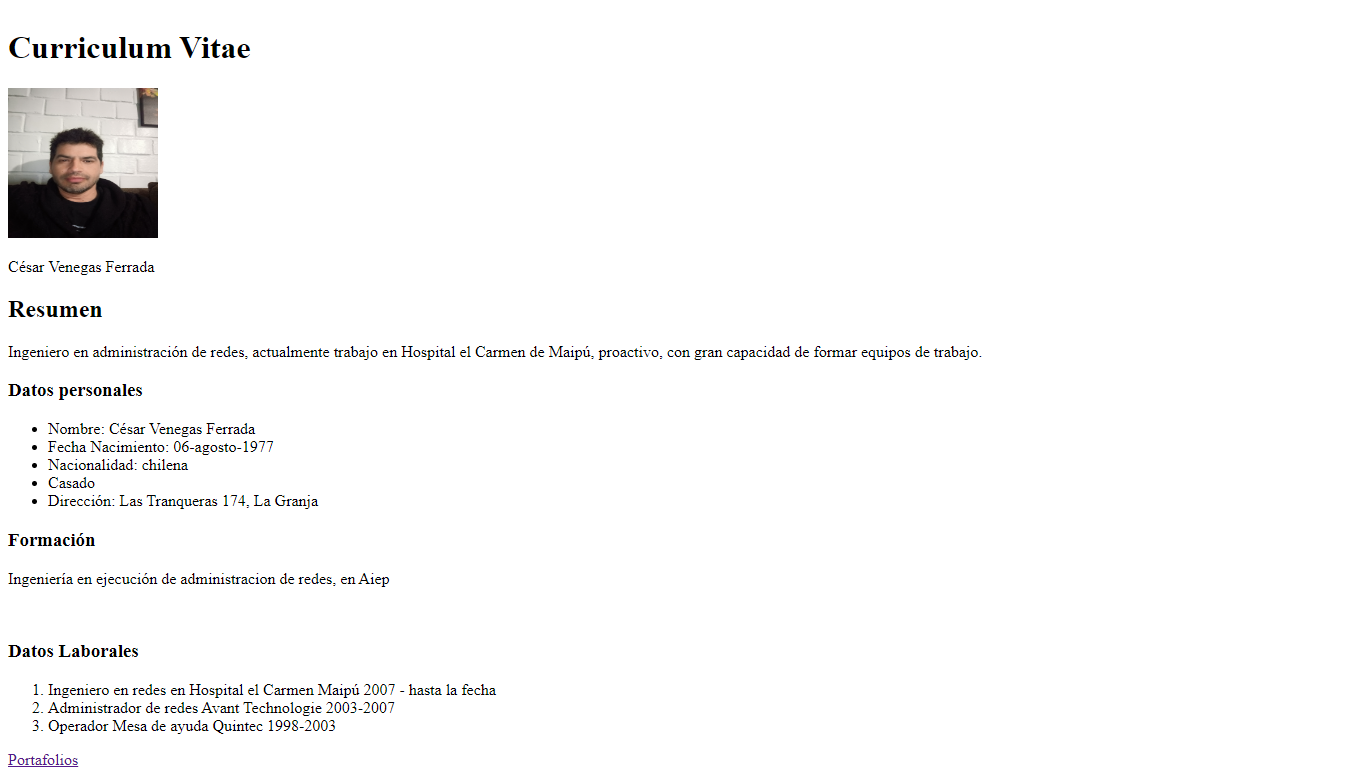 Curriculum Vitae
César Venegas Ferrada
Resumen
Ingeniero en administración de redes, actualmente trabajo en Hospital el Carmen de Maipú, proactivo, con gran capacidad de formar equipos de trabajo.
Datos personales
• Nombre: César Venegas Ferrada
• Fecha Nacimiento: 06-agosto-1977
• Nacionalidad: chilena
• Casado
• Dirección: Las Tranqueras 174, La Granja
Formación
Ingeniería en ejecución de administracion de redes, en Aiep
Datos Laborales
1. Ingeniero en redes en Hospital el Carmen Maipú 2007 - hasta la fecha
2. Administrador de redes Avant Technologie 2003-2007
3. Operador Mesa de ayuda Quintec 1998-2003
Portafolios